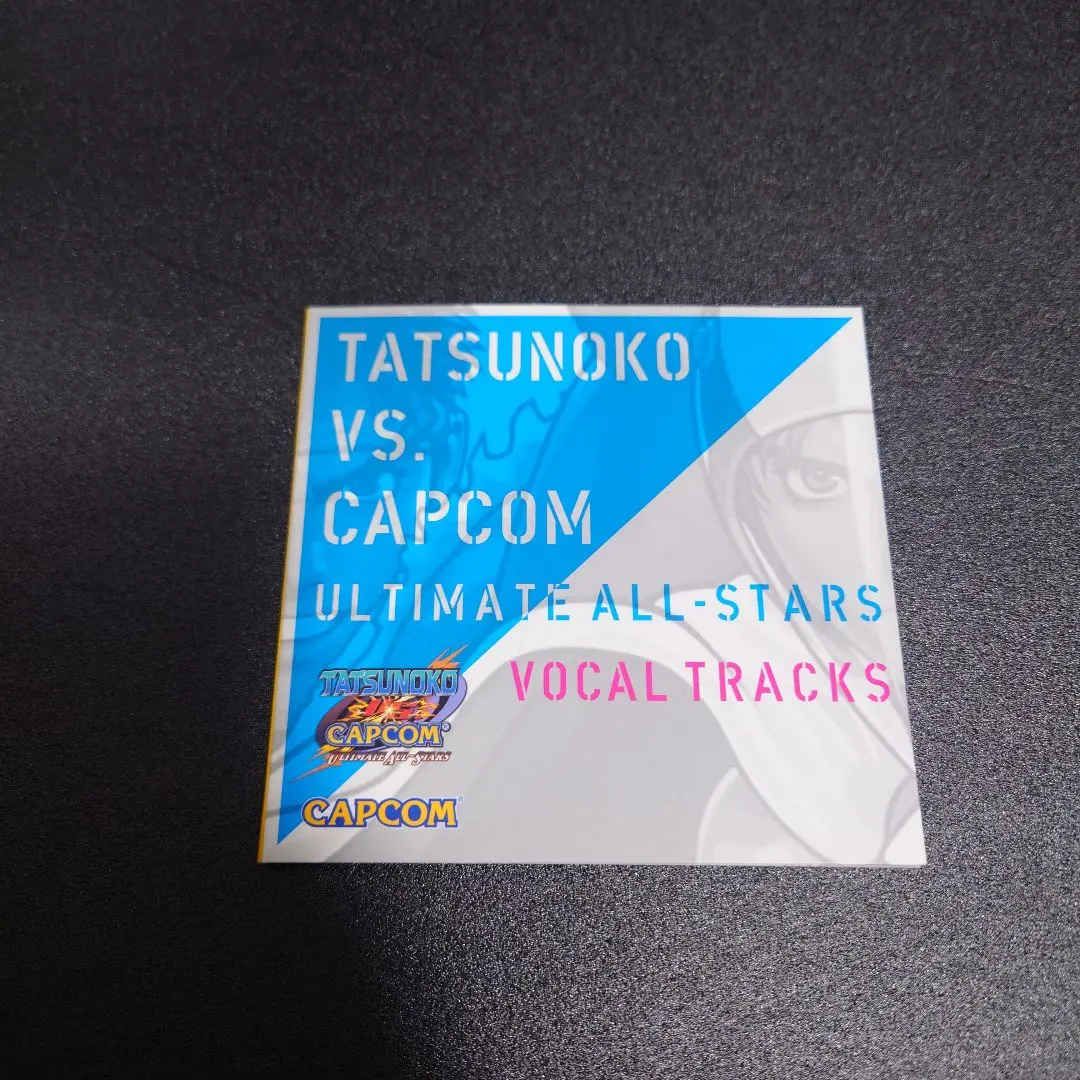 TATSUNOKO
VS.
CAPCOM
ULTIMATE ALL-STARS
VOCAL TRACKS
TATSUNOKO
VS.
CAPCOM®
ULTIMATE ALL-STARS
CAPCOM®